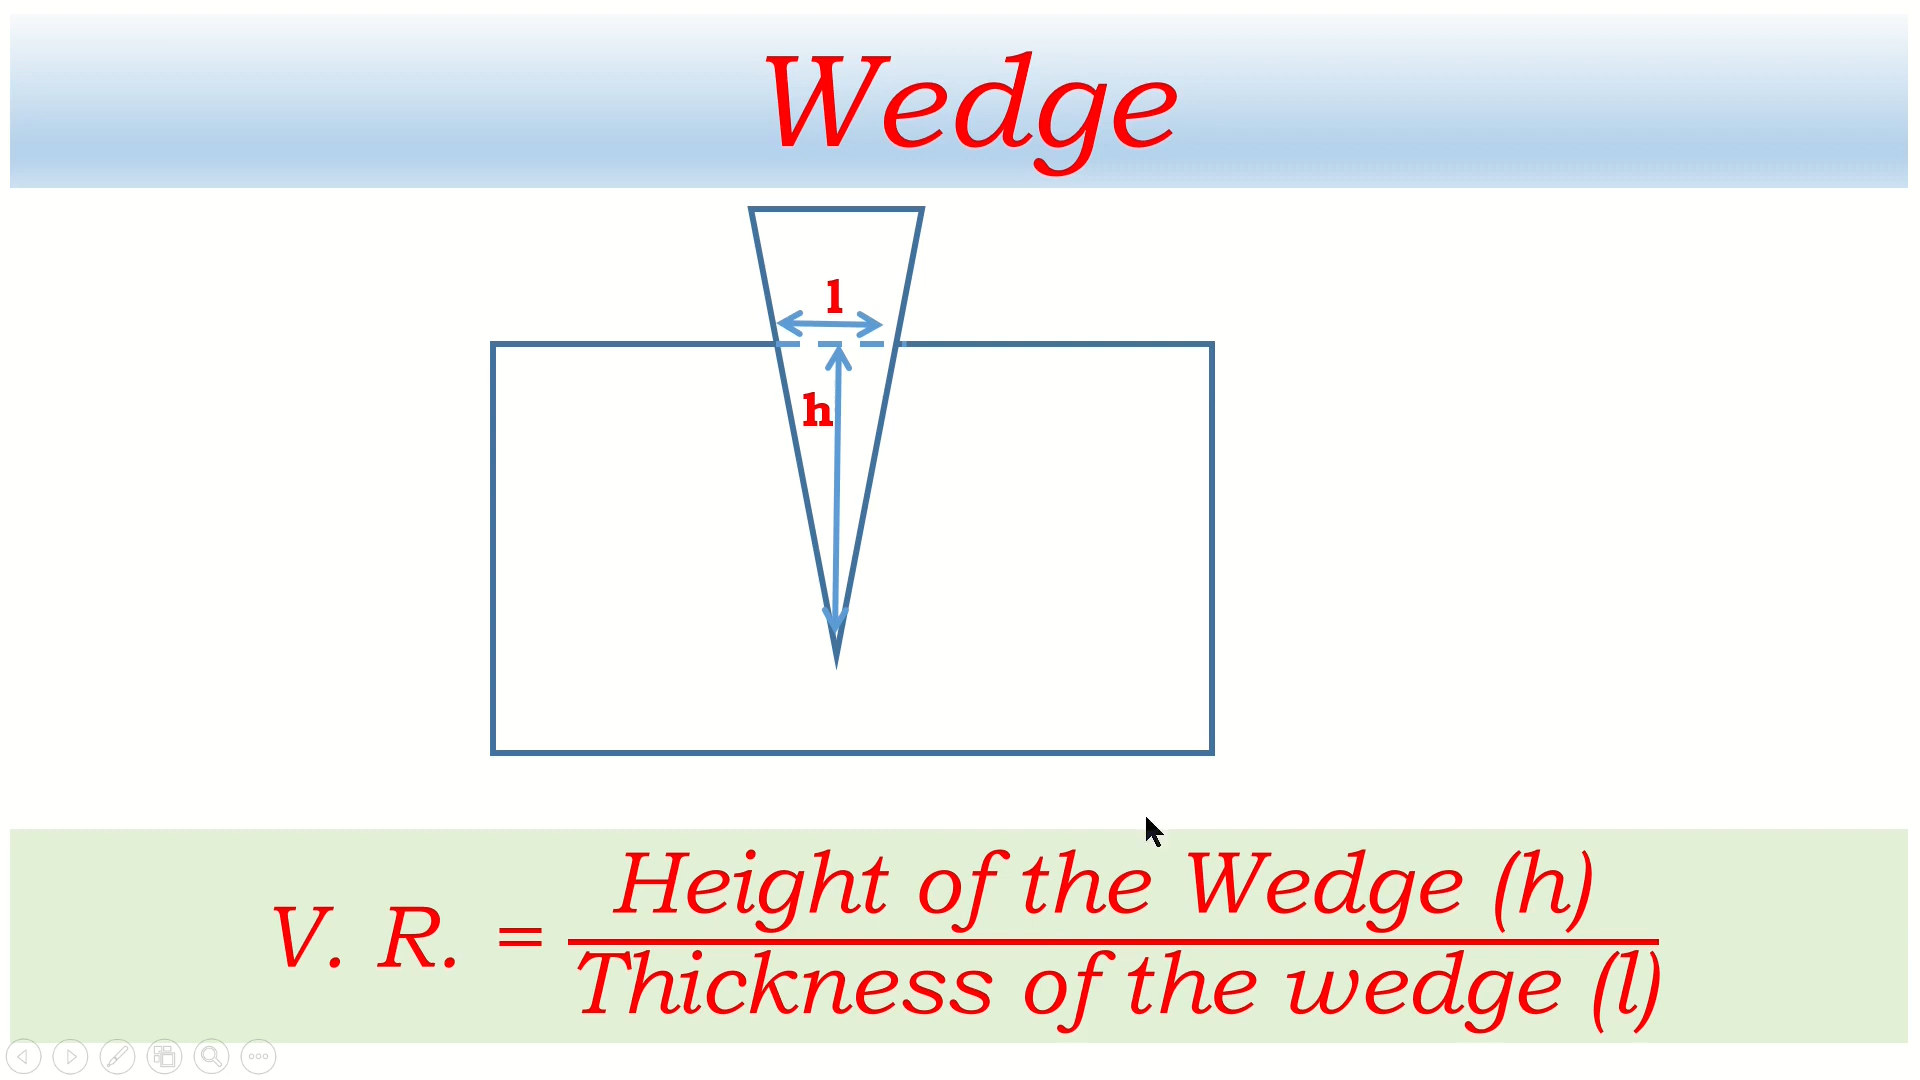 Wedge
l
h
V. R. = Height of the Wedge (h)
Thickness of the wedge (l)